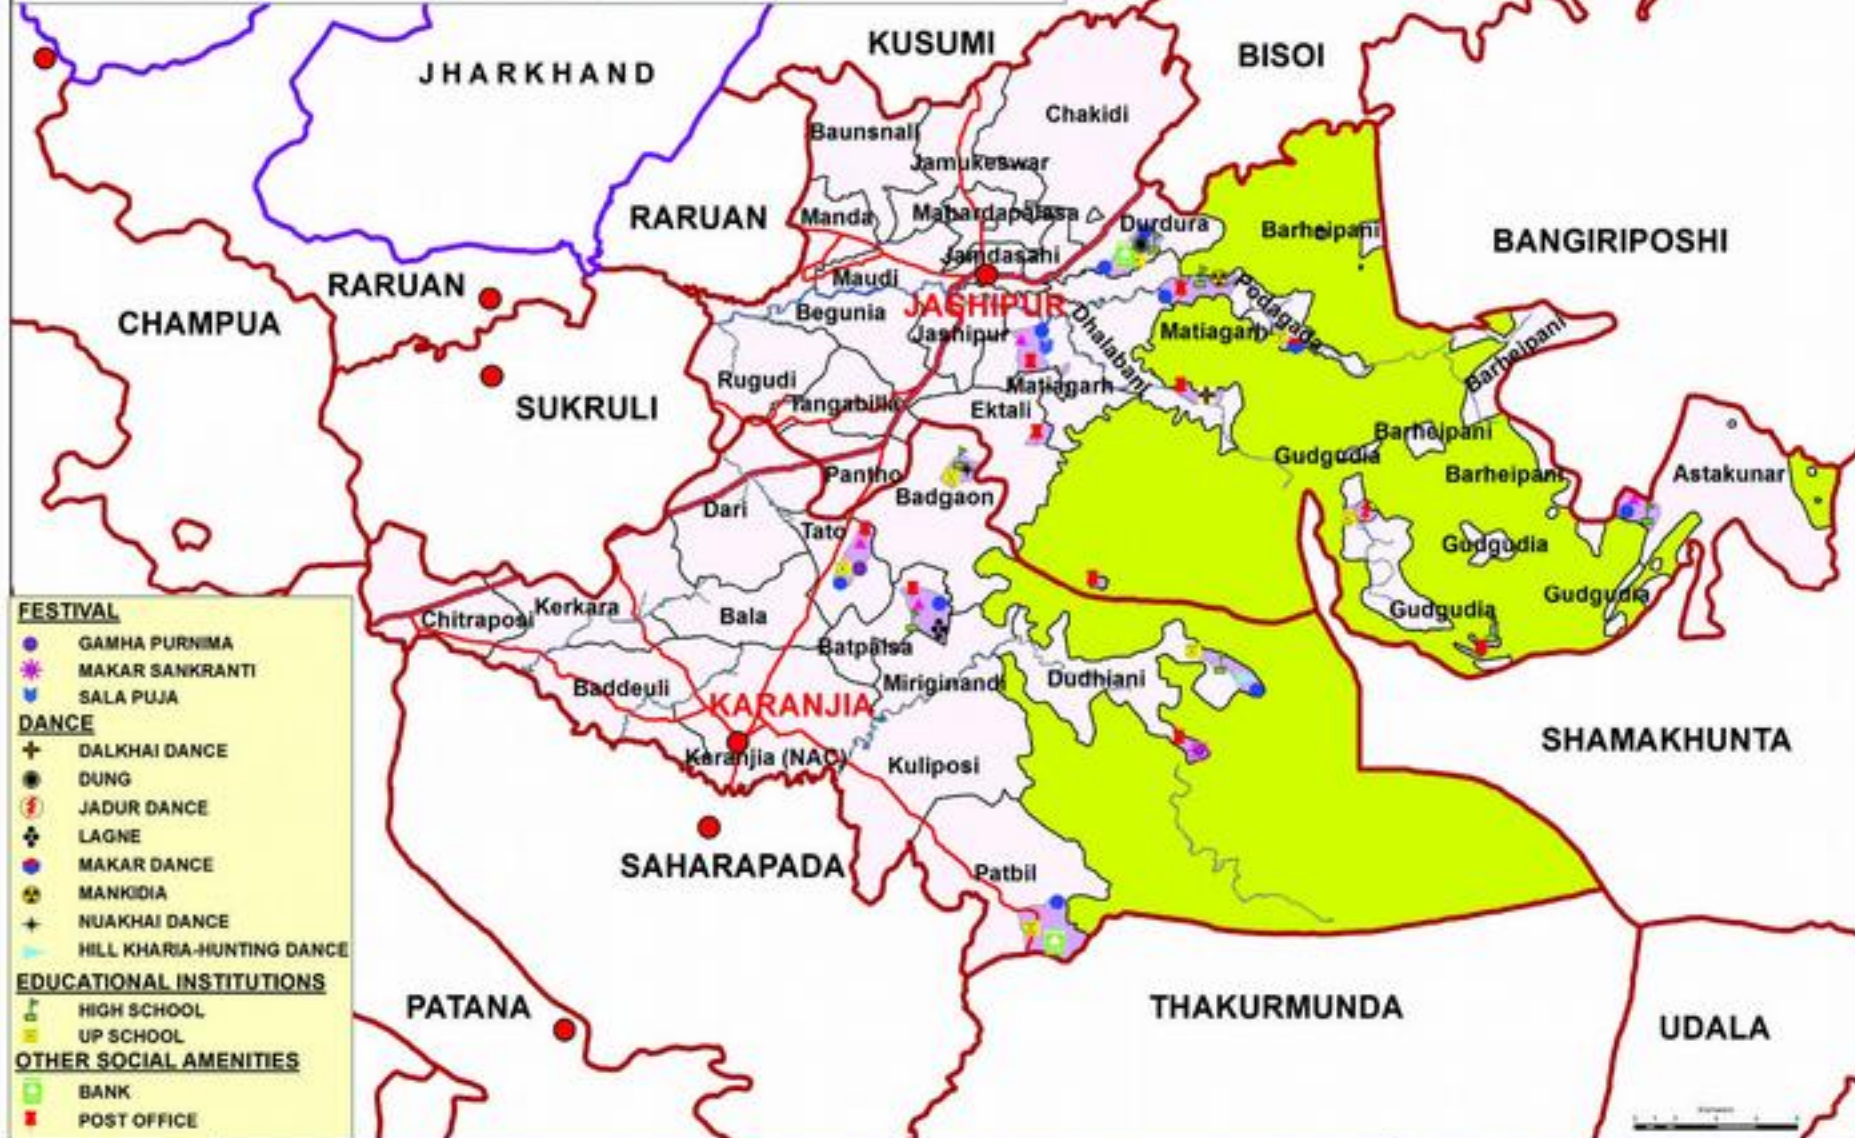 KUSUMI
BISOI
JHARKHAND
Chakidi
Baunsnali
Jamukeswar
RARUAN
Manda
Mahardapalasa
Durdura
Barheipani
BANGIRIPOSHI
Jamdasahi
Maudi
RARUAN
JASHIPUR
Podagada
CHAMPUA
Begunia
Jashipur
Dhalabani
Matiagarh
Barheipani
Rugudi
Matiagarh
SUKRULI
Tangabilla
Ektali
Barheipani
Gudgudia
Pantho
Badgaon
Barheipani
Astakunar
Dari
Tato
Gudgudia
Gudgudia
Gudgudia
Chitraposi
Kerkara
Bala
Batpalsa
Baddeuli
Miriginandi
Dudhiani
KARANJIA
Karanjia (NAC)
Kuliposi
SHAMAKHUNTA
SAHARAPADA
Patbil
PATANA
THAKURMUNDA
UDALA
FESTIVAL
GAMHA PURNIMA
MAKAR SANKRANTI
SALA PUJA
DANCE
DALKHAI DANCE
DUNG
JADUR DANCE
LAGNE
MAKAR DANCE
MANKIDIA
NUAKHAI DANCE
HILL KHARIA-HUNTING DANCE
EDUCATIONAL INSTITUTIONS
HIGH SCHOOL
UP SCHOOL
OTHER SOCIAL AMENITIES
BANK
POST OFFICE